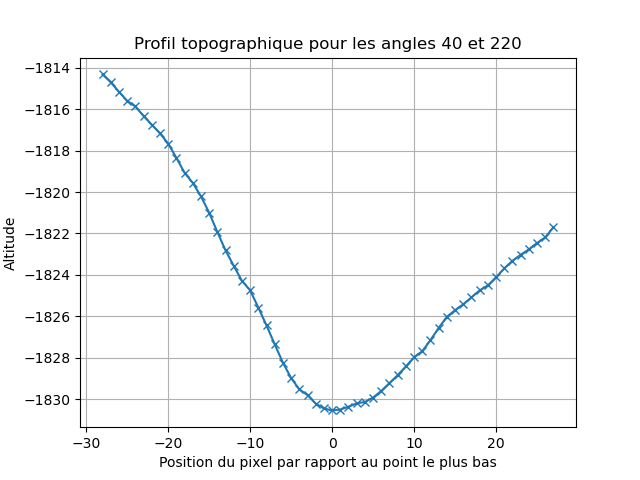 Profil topographique pour les angles 40 et 220
−1814
−1816
−1818
−1820
−1822
−1824
−1826
−1828
−1830
Altitude
−30 −20 −10 0 10 20
Position du pixel par rapport au point le plus bas